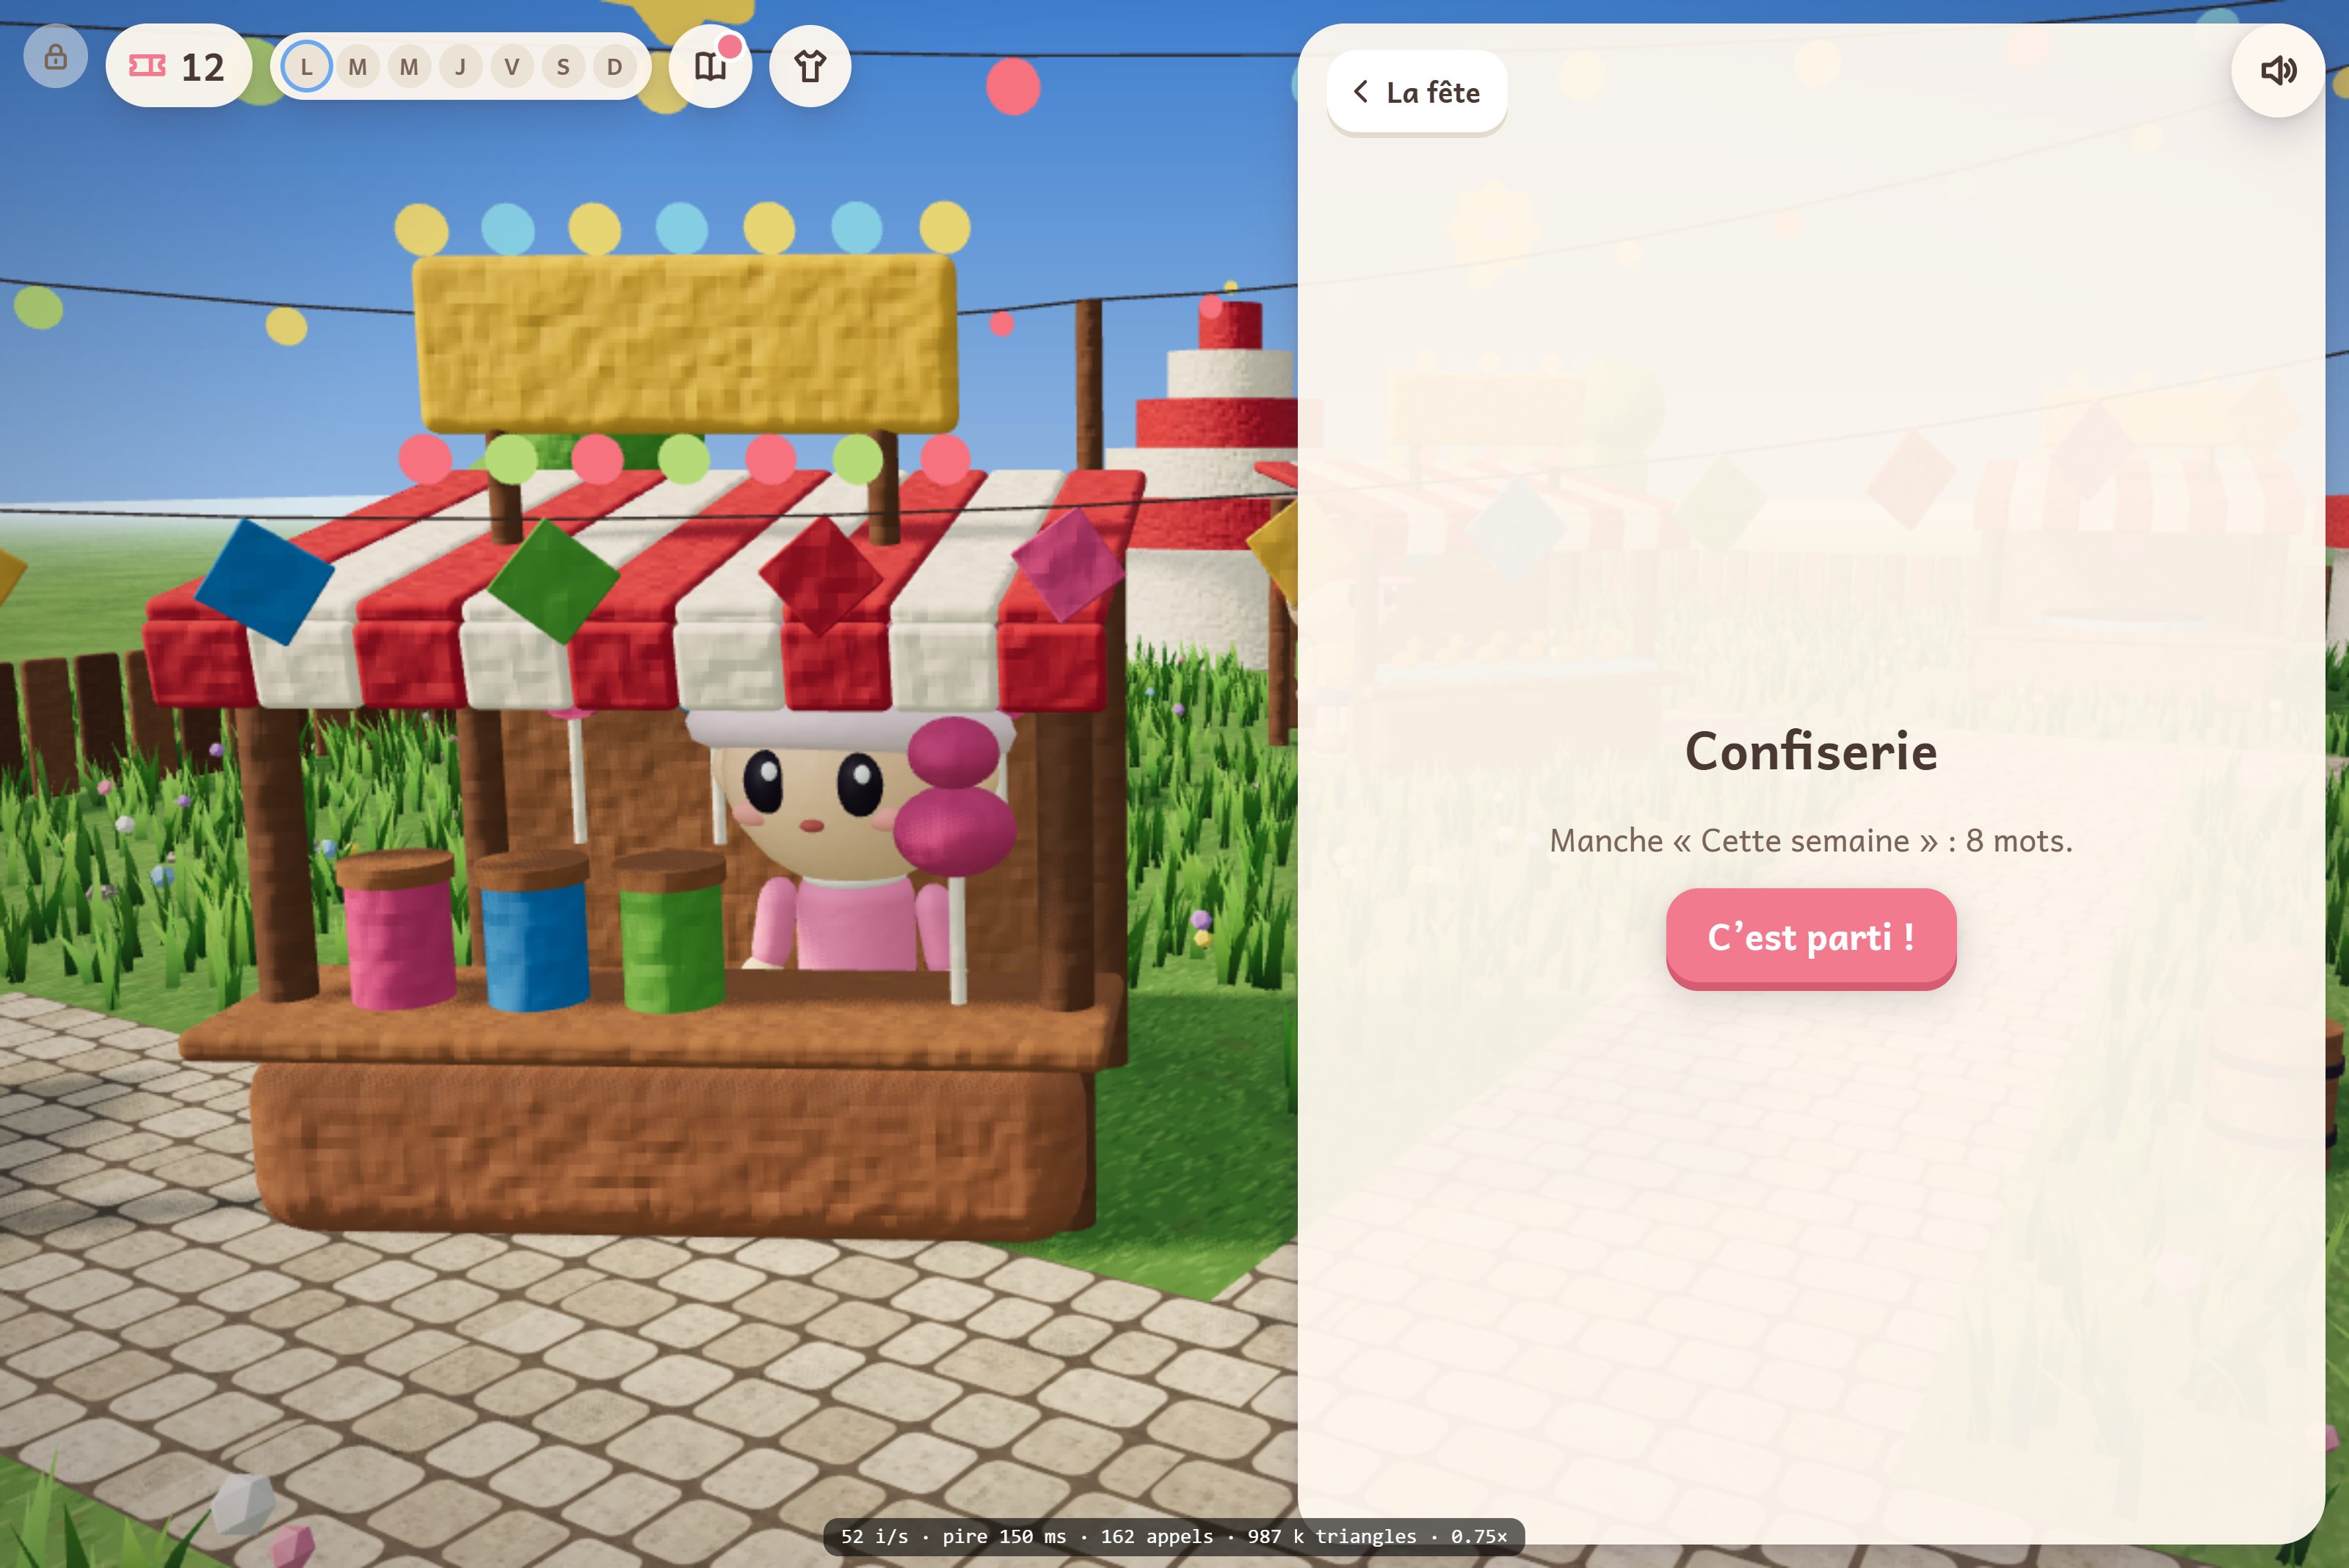 12
L M M J V S D
La fête
Confiserie
Manche « Cette semaine » : 8 mots.
C’est parti !
52 i/s · pire 150 ms · 162 appels · 987 k triangles · 0.75×